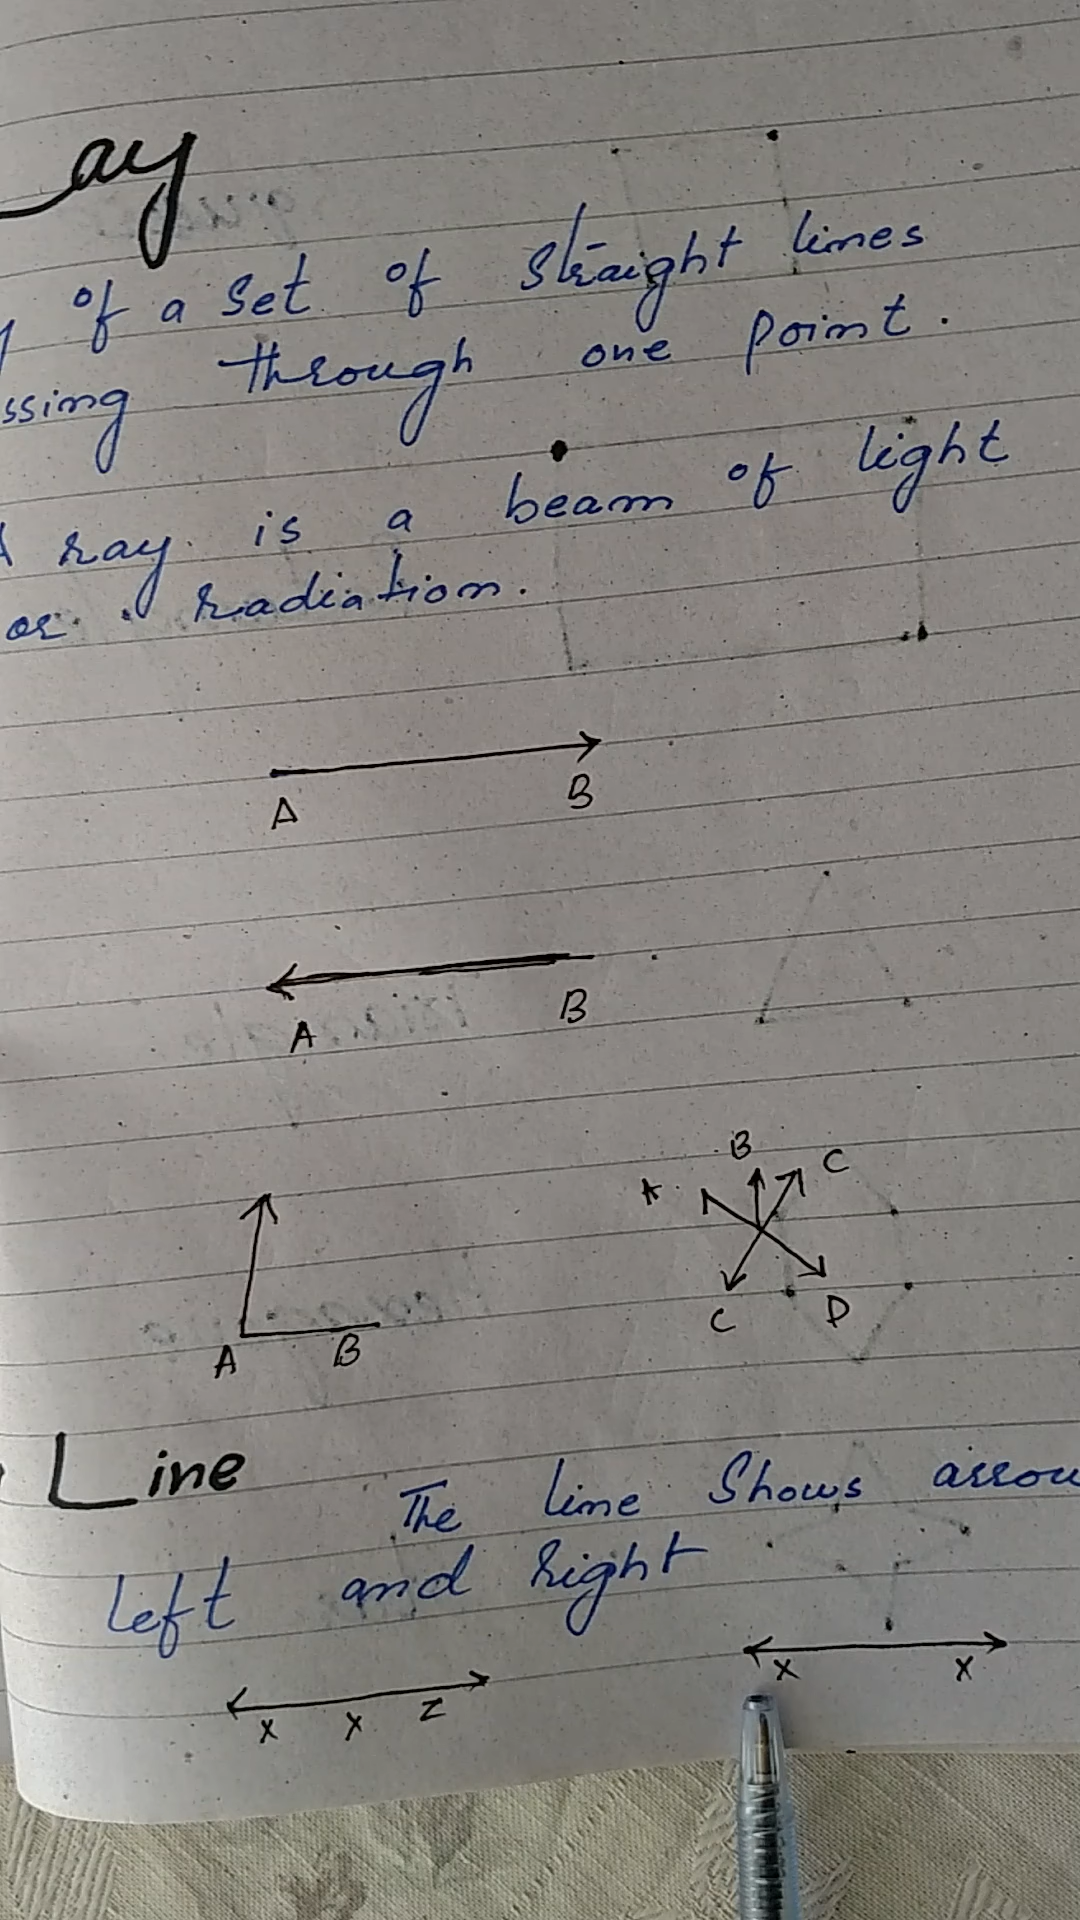 ay
of a set of straight lines
ssing through one point.
A ray is a beam of light
or radiation.
A B
A B
B C
A
C D
A B
Line
The line Shows arrow
left and right
X X
X X Z